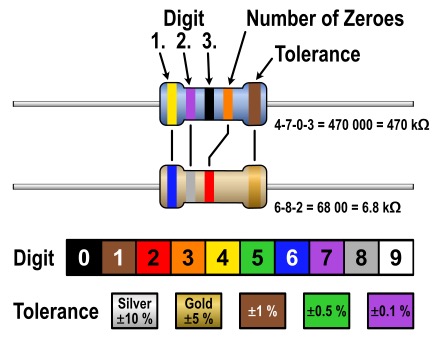 Digit
Number of Zeroes
1. 2. 3.
Tolerance
4-7-0-3 = 470 000 = 470 kΩ
6-8-2 = 68 00 = 6.8 kΩ
Digit 0 1 2 3 4 5 6 7 8 9
Tolerance
Silver
±10 %
Gold
±5 %
±1 %
±0.5 %
±0.1 %